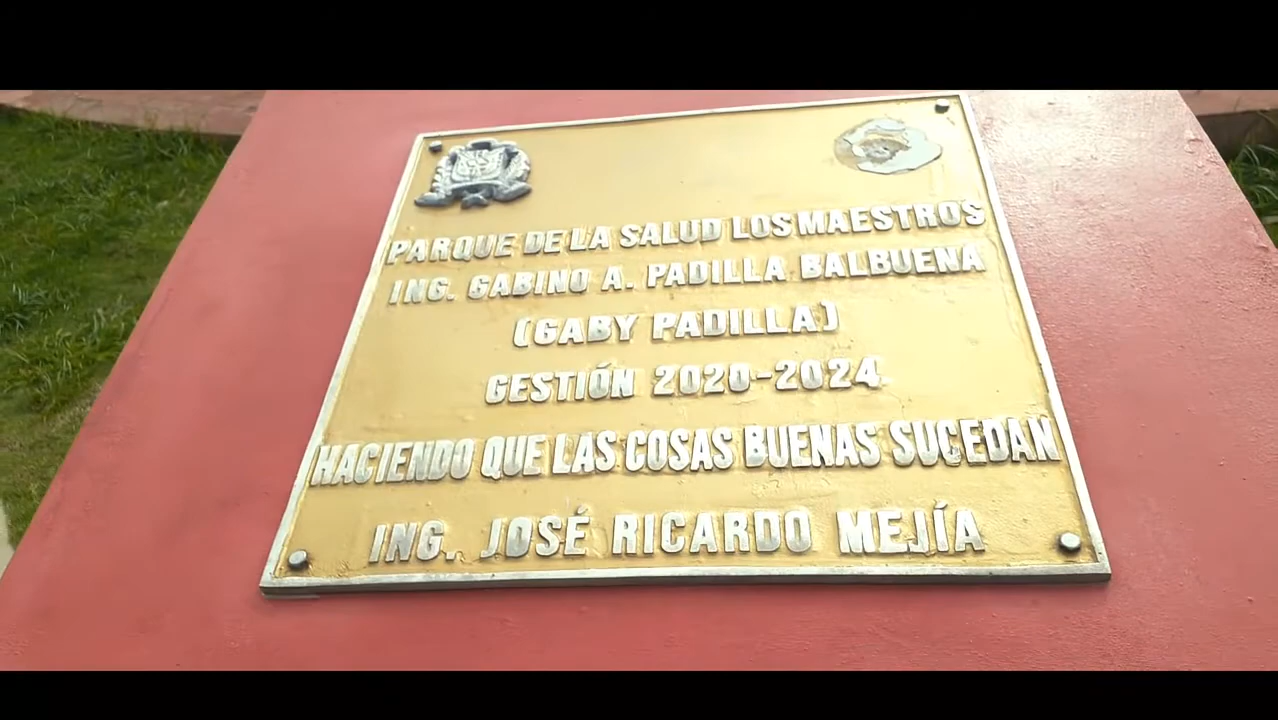 PARQUE DE LA SALUD LOS MAESTROS
ING. GABINO A. PADILLA BALBUENA
(GABY PADILLA)
GESTIÓN 2020-2024.
HACIENDO QUE LAS COSAS BUENAS SUCEDAN
ING. JOSÉ RICARDO MEJÍA